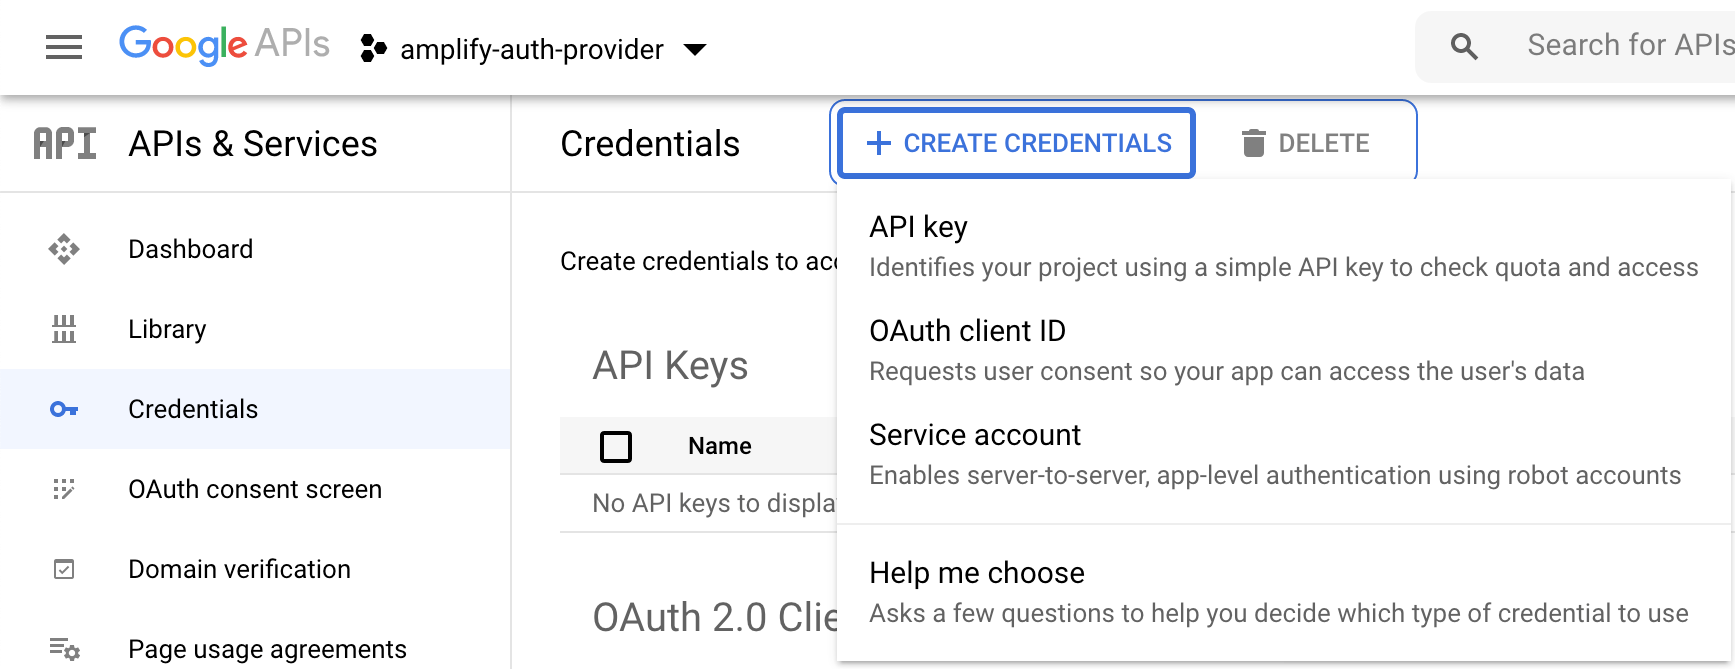 Google APIs
amplify-auth-provider
Search for APIs
API
APIs & Services
Credentials
CREATE CREDENTIALS
DELETE
Dashboard
Library
Credentials
OAuth consent screen
Domain verification
Page usage agreements
Create credentials to acc
API Keys
Name
No API keys to displa
OAuth 2.0 Clie
API key
Identifies your project using a simple API key to check quota and access
OAuth client ID
Requests user consent so your app can access the user's data
Service account
Enables server-to-server, app-level authentication using robot accounts
Help me choose
Asks a few questions to help you decide which type of credential to use